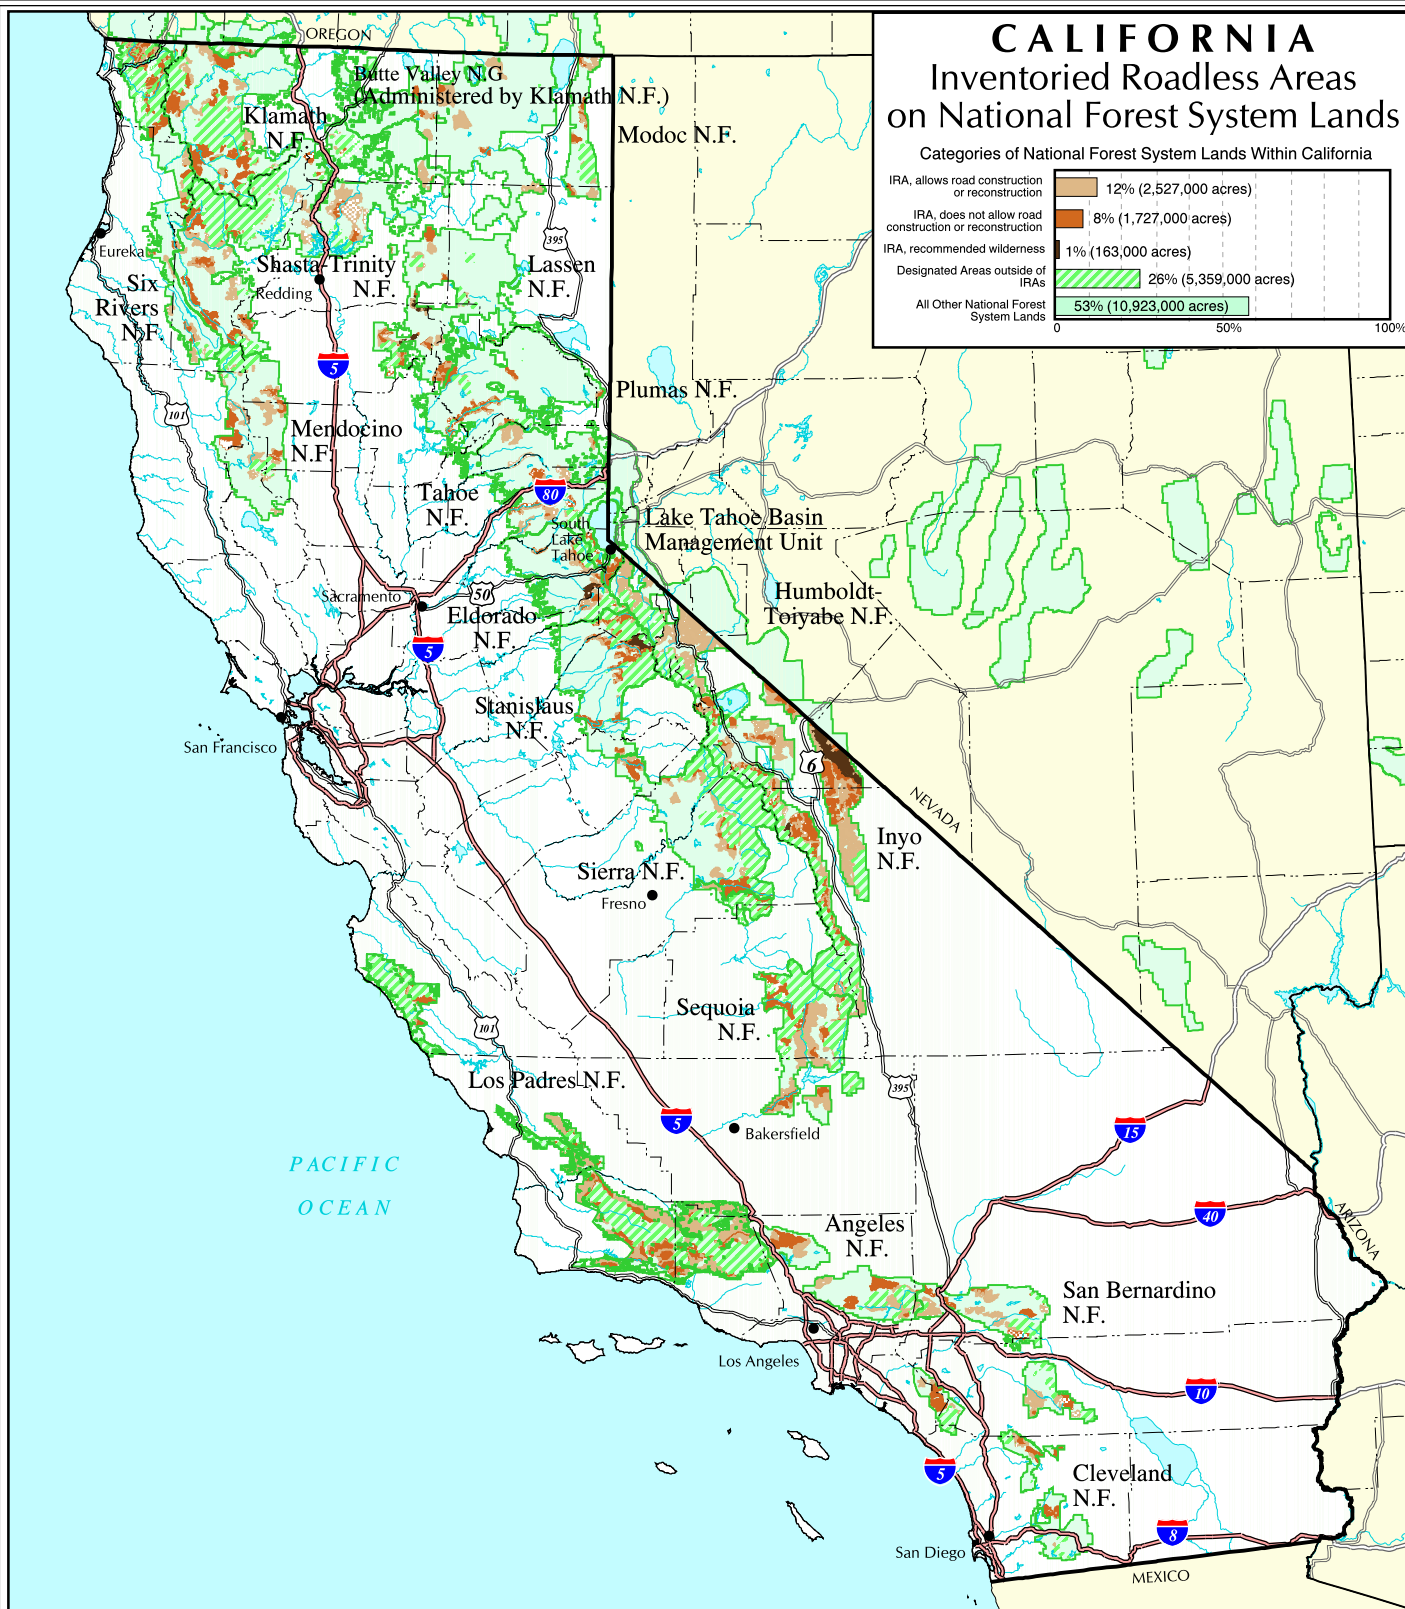 CALIFORNIA
Inventoried Roadless Areas
on National Forest System Lands
Categories of National Forest System Lands Within California
IRA, allows road construction
or reconstruction
12% (2,527,000 acres)
IRA, does not allow road
construction or reconstruction
8% (1,727,000 acres)
IRA, recommended wilderness
1% (163,000 acres)
Designated Areas outside of
IRAs
26% (5,359,000 acres)
All Other National Forest
System Lands
53% (10,923,000 acres)
0 50% 100%
OREGON
Butte Valley N.G
(Administered by Klamath N.F.)
Klamath
N.F.
Modoc N.F.
395
Eureka
Shasta-Trinity
N.F.
Lassen
N.F.
Redding
Six
Rivers
N.F.
5
Plumas N.F.
101
Mendocino
N.F.
Tahoe
N.F.
80
South
Lake
Tahoe
Lake Tahoe Basin
Management Unit
Humboldt-
Toiyabe N.F.
Sacramento
50
Eldorado
N.F.
5
Stanislaus
N.F.
San Francisco
6
NEVADA
Inyo
N.F.
Sierra N.F.
Fresno
Sequoia
N.F.
101
Los Padres N.F.
395
5
Bakersfield
15
PACIFIC
OCEAN
40
ARIZONA
Angeles
N.F.
San Bernardino
N.F.
Los Angeles
10
5
Cleveland
N.F.
8
San Diego
MEXICO